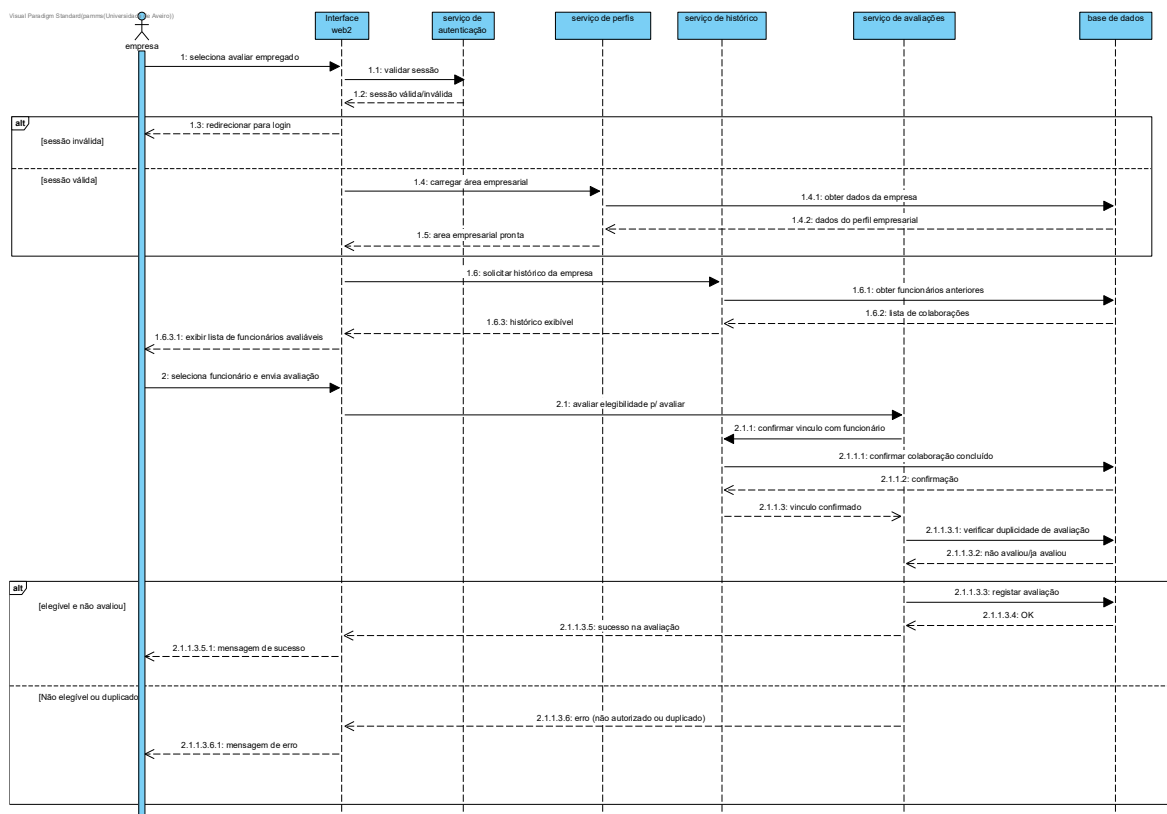 Visual Paradigm Standard(pamms(Universidade de Aveiro))
empresa
Interface
web2
serviço de
autenticação
serviço de perfis
serviço de histórico
serviço de avaliações
base de dados
1: seleciona avaliar empregado
1.1: validar sessão
1.2: sessão válida/inválida
alt
1.3: redirecionar para login
[sessão inválida]
[sessão válida]
1.4: carregar área empresarial
1.4.1: obter dados da empresa
1.4.2: dados do perfil empresarial
1.5: area empresarial pronta
1.6: solicitar histórico da empresa
1.6.1: obter funcionários anteriores
1.6.2: lista de colaborações
1.6.3: histórico exibível
1.6.3.1: exibir lista de funcionários avaliáveis
2: seleciona funcionário e envia avaliação
2.1: avaliar elegibilidade p/ avaliar
2.1.1: confirmar vinculo com funcionário
2.1.1.1: confirmar colaboração concluído
2.1.1.2: confirmação
2.1.1.3: vinculo confirmado
2.1.1.3.1: verificar duplicidade de avaliação
2.1.1.3.2: não avaliou/ja avaliou
alt
[elegível e não avaliou]
2.1.1.3.3: registar avaliação
2.1.1.3.4: OK
2.1.1.3.5: sucesso na avaliação
2.1.1.3.5.1: mensagem de sucesso
[Não elegível ou duplicado
2.1.1.3.6: erro (não autorizado ou duplicado)
2.1.1.3.6.1: mensagem de erro